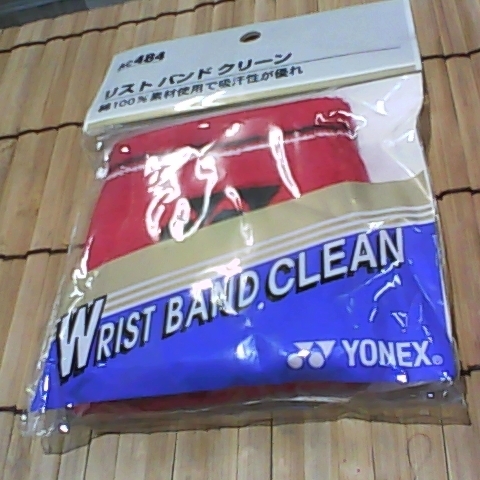 AC484
リスト バンド クリーン
綿100%素材使用で吸汗性が優れ
WRIST BAND CLEAN
YONEX®